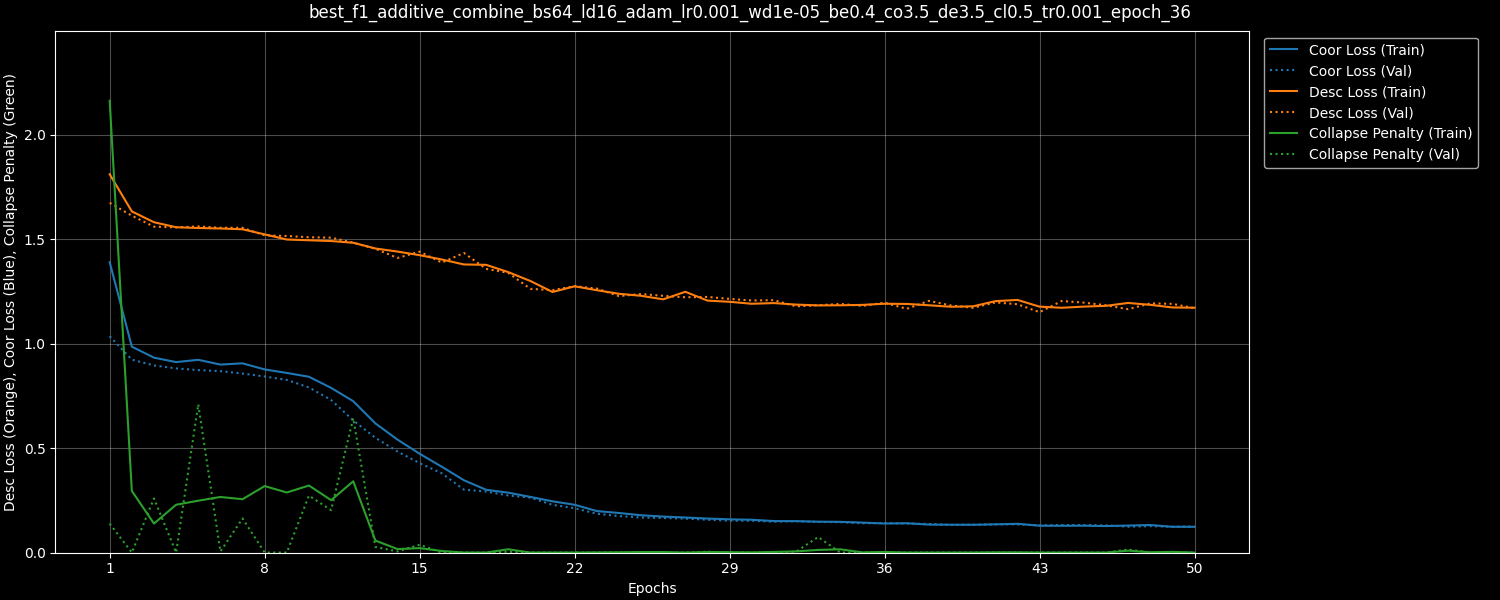 best_f1_additive_combine_bs64_ld16_adam_lr0.001_wd1e-05_be0.4_co3.5_de3.5_cl0.5_tr0.001_epoch_36
Desc Loss (Orange), Coor Loss (Blue), Collapse Penalty (Green)
2.0
1.5
1.0
0.5
0.0
1 8 15 22 29 36 43 50
Epochs
Coor Loss (Train)
Coor Loss (Val)
Desc Loss (Train)
Desc Loss (Val)
Collapse Penalty (Train)
Collapse Penalty (Val)